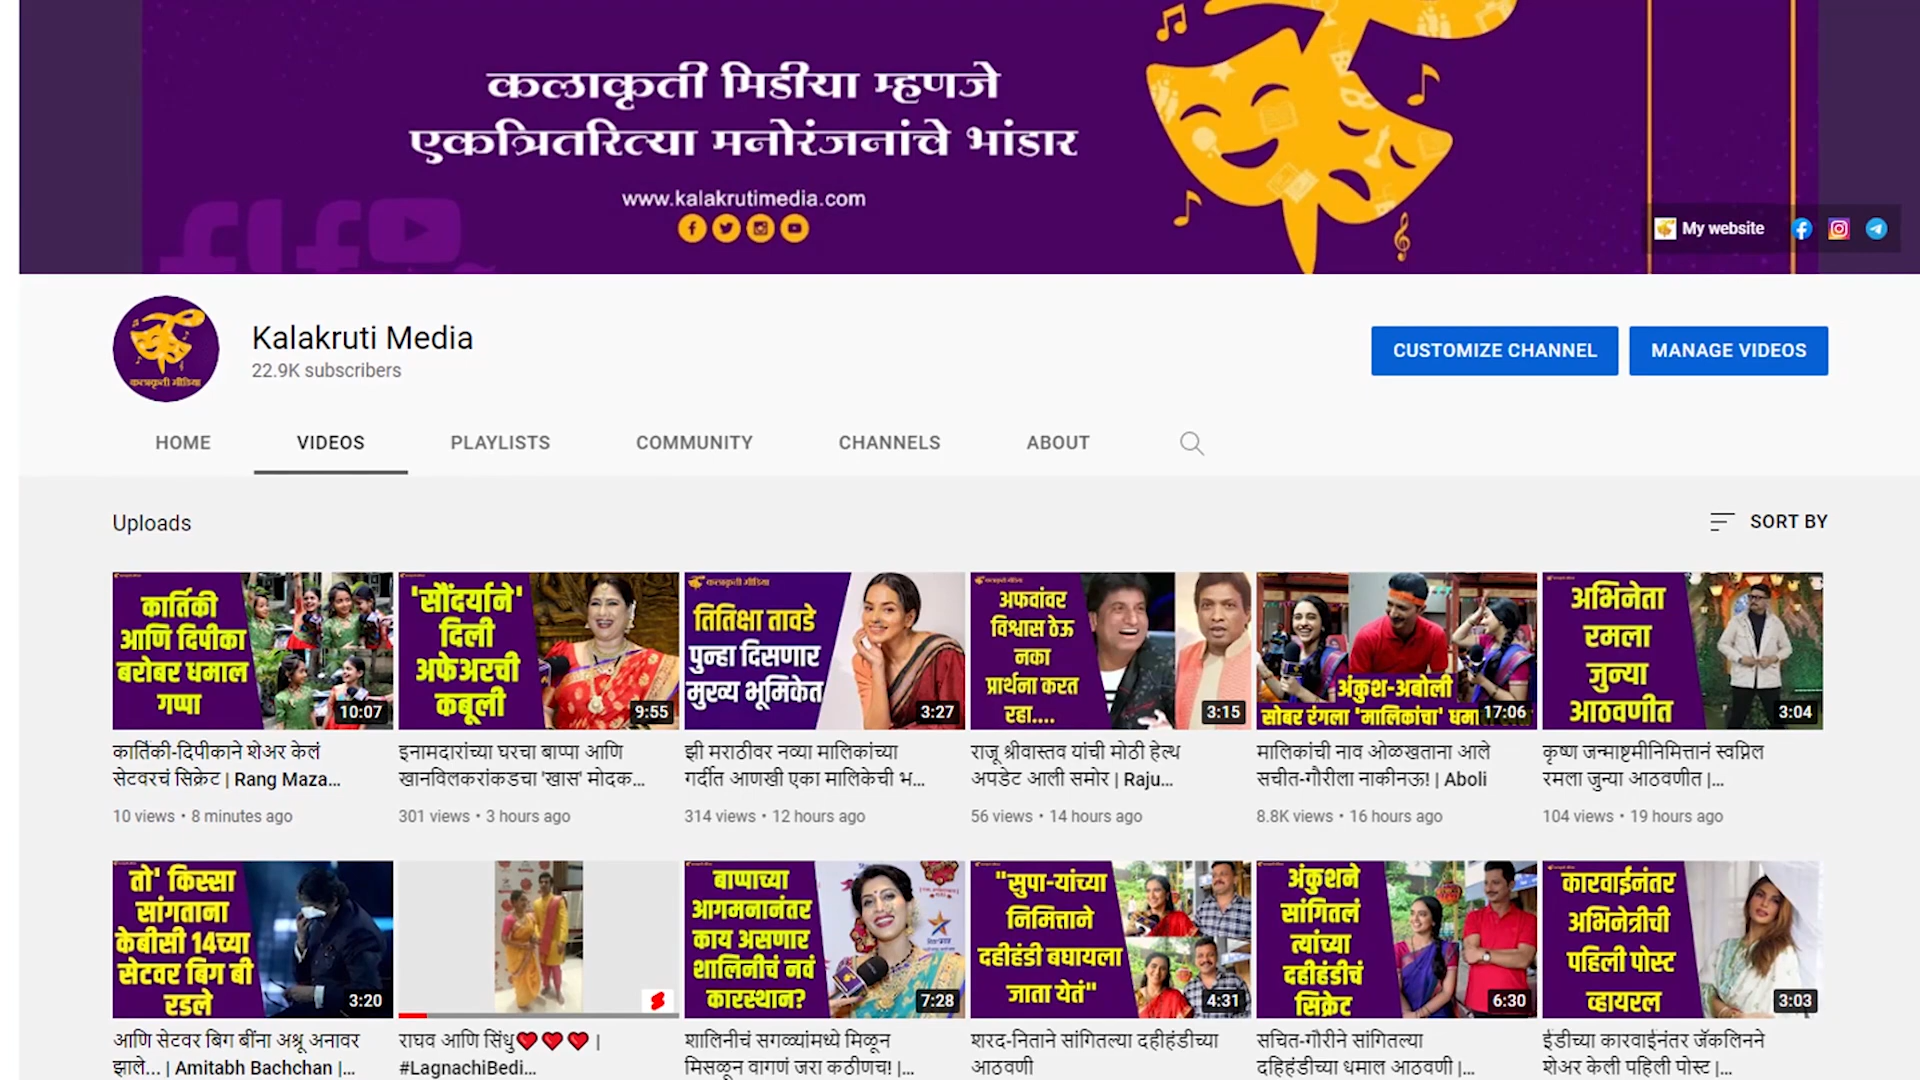 कलाकृती मिडीया म्हणजे
एकत्रितरित्या मनोरंजनांचे भांडार
www.kalakrutimedia.com
My website
कलाकृती मीडिया
Kalakruti Media
22.9K subscribers
CUSTOMIZE CHANNEL
MANAGE VIDEOS
HOME
VIDEOS
PLAYLISTS
COMMUNITY
CHANNELS
ABOUT
Uploads
SORT BY
कार्तिकी
आणि दिपीका
बरोबर धमाल
गप्पा
10:07
'सौंदर्याने'
दिली
अफेअरची
कबूली
9:55
कलाकृती मीडिया
तितिक्षा तावडे
पुन्हा दिसणार
मुख्य भूमिकेत
3:27
अफवांवर
विश्वास ठेऊ
नका
प्रार्थना करत
रहा....
3:15
अंकुश-अबोली
सोबर रंगला 'मालिकांचा'
17:06
अभिनेता
रमला
जुन्या
आठवणीत
3:04
कार्तिकी-दिपीकाने शेअर केलं
सेटवरचं सिक्रेट | Rang Maza...
10 views • 8 minutes ago
इनामदारांच्या घरचा बाप्पा आणि
खानविलकरांकडचा 'खास' मोदक...
301 views • 3 hours ago
झी मराठीवर नव्या मालिकांच्या
गर्दीत आणखी एका मालिकेची भ...
314 views • 12 hours ago
राजू श्रीवास्तव यांची मोठी हेल्थ
अपडेट आली समोर | Raju...
56 views • 14 hours ago
मालिकांची नाव ओळखताना आले
सचीत-गौरीला नाकीनऊ! | Aboli
8.8K views • 16 hours ago
कृष्ण जन्माष्टमीनिमित्तानं स्वप्निल
रमला जुन्या आठवणीत |...
104 views • 19 hours ago
तो' किस्सा
सांगताना
केबीसी 14च्या
सेटवर बिग बी
रडले
3:20
बाप्पाच्या
आगमनानंतर
काय असणार
शालिनीचं नवं
कारस्थान?
7:28
"सुपा-यांच्या
निमित्ताने
दहीहंडी बघायला
जाता येतं"
4:31
अंकुशने
सांगितलं
त्यांच्या
दहीहंडीचं
सिक्रेट
6:30
कारवाईनंतर
अभिनेत्रीची
पहिली पोस्ट
व्हायरल
3:03
आणि सेटवर बिग बींना अश्रू अनावर
झाले... | Amitabh Bachchan |...
राघव आणि सिंधु❤❤❤ |
#LagnachiBedi...
शालिनीचं सगळ्यांमध्ये मिळून
मिसळून वागणं जरा कठीणच! |...
शरद-निताने सांगितल्या दहीहंडीच्या
आठवणी
सचित-गौरीने सांगितल्या
दहिहंडीच्या धमाल आठवणी |...
ईडीच्या कारवाईनंतर जॅकलिनने
शेअर केली पहिली पोस्ट |...